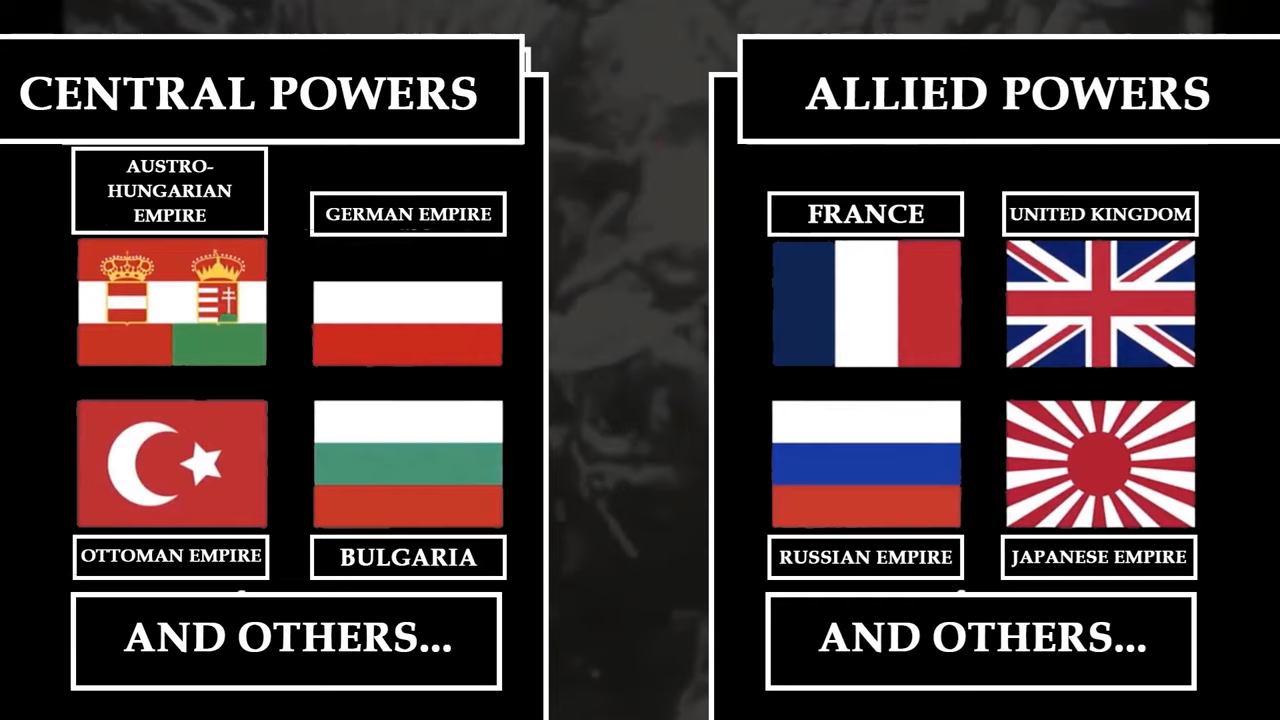 CENTRAL POWERS
AUSTRO-
HUNGARIAN
EMPIRE
GERMAN EMPIRE
OTTOMAN EMPIRE
BULGARIA
AND OTHERS...
ALLIED POWERS
FRANCE
UNITED KINGDOM
RUSSIAN EMPIRE
JAPANESE EMPIRE
AND OTHERS...